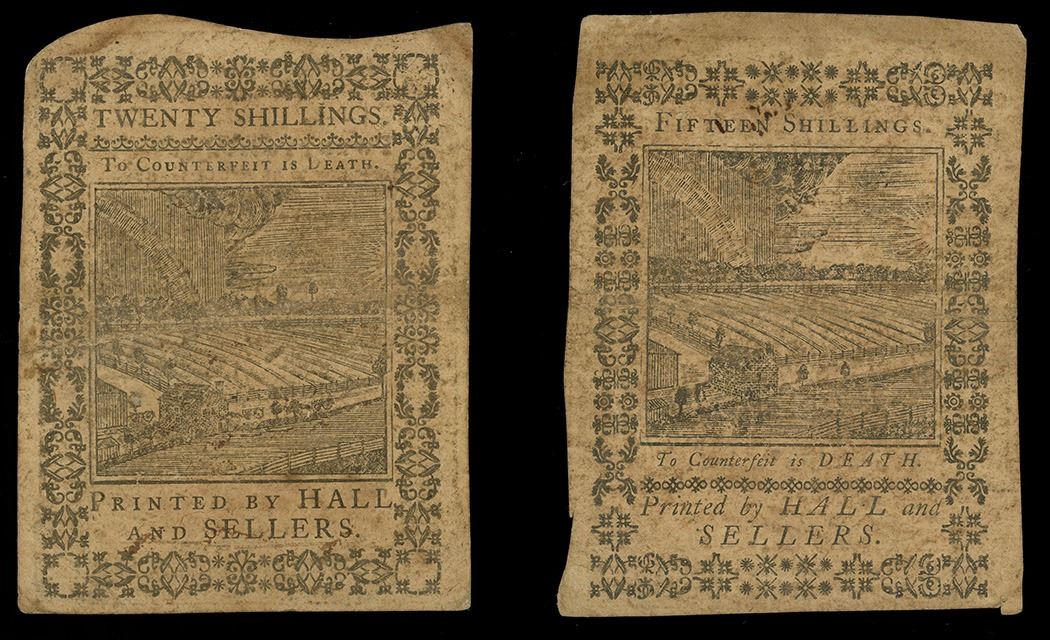 TWENTY SHILLINGS.
TO COUNTERFEIT IS LEATH.
PRINTED BY HALL
AND SELLERS.
FIFTEEN SHILLINGS.
To Counterfeit is DEATH.
Printed by HALL and
SELLERS.